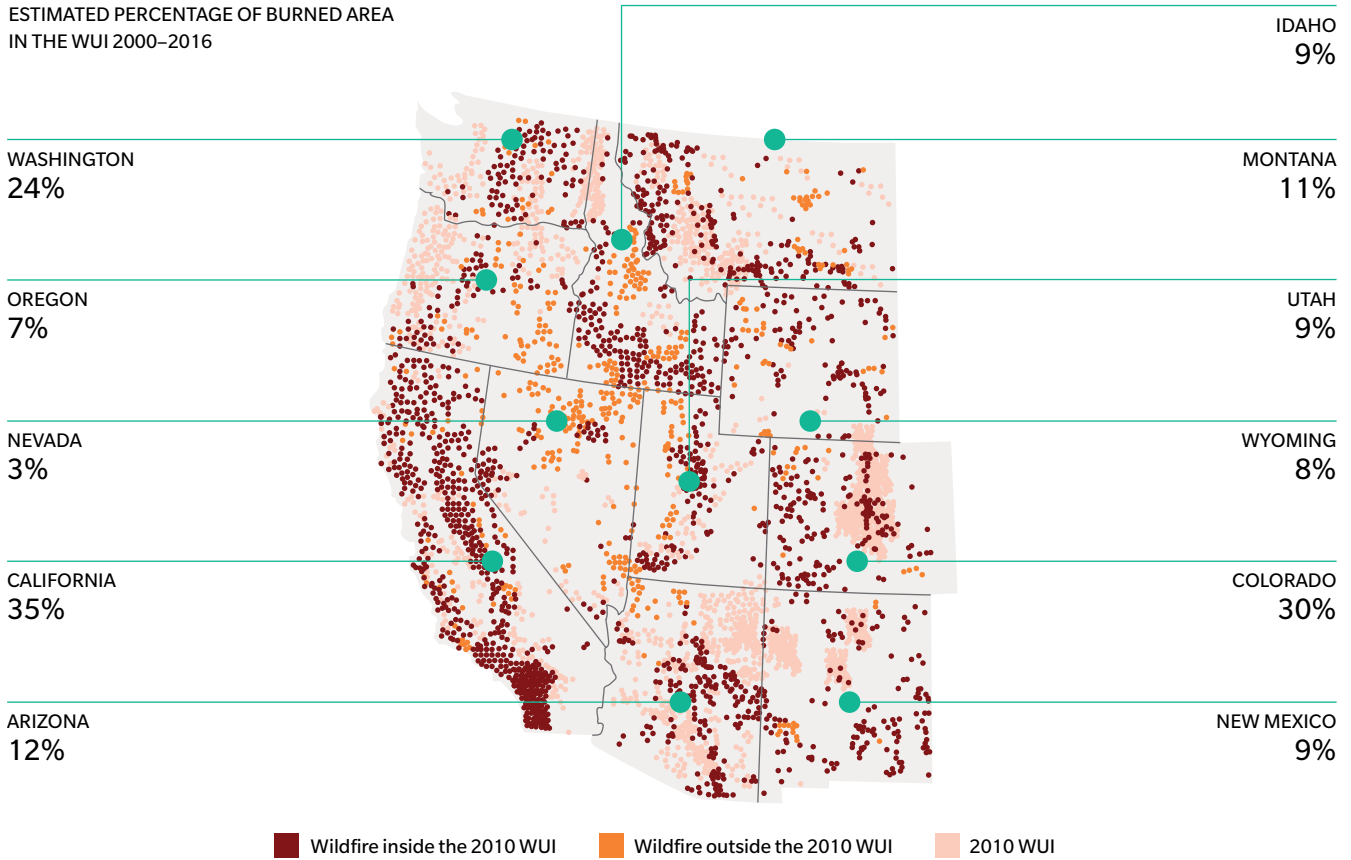 ESTIMATED PERCENTAGE OF BURNED AREA
IN THE WUI 2000–2016
IDAHO
9%
WASHINGTON
24%
MONTANA
11%
OREGON
7%
UTAH
9%
NEVADA
3%
WYOMING
8%
CALIFORNIA
35%
COLORADO
30%
ARIZONA
12%
NEW MEXICO
9%
Wildfire inside the 2010 WUI
Wildfire outside the 2010 WUI
2010 WUI